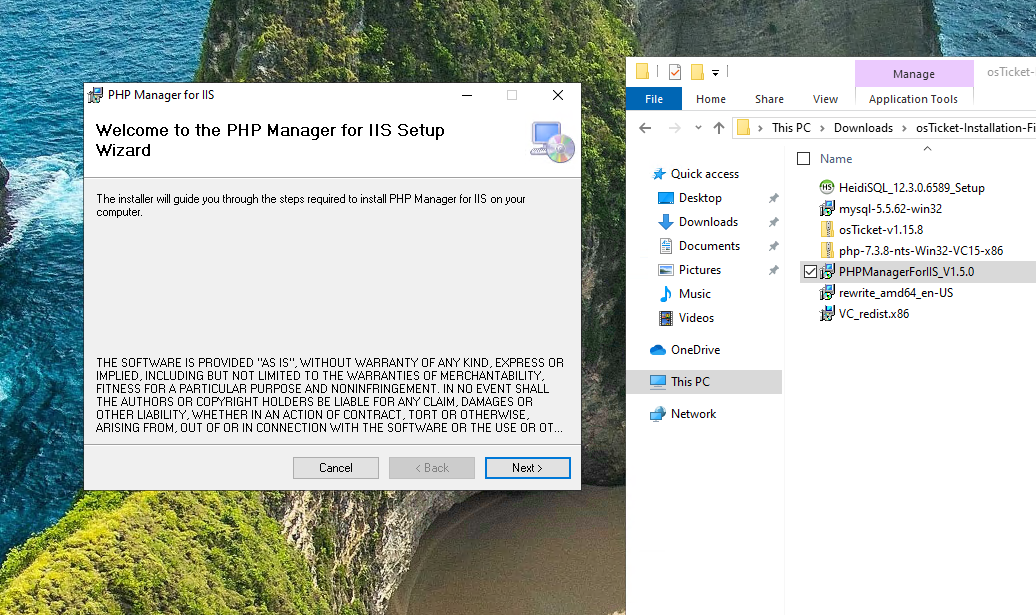 PHP Manager for IIS
Welcome to the PHP Manager for IIS Setup
Wizard
The installer will guide you through the steps required to install PHP Manager for IIS on your
computer.
THE SOFTWARE IS PROVIDED "AS IS", WITHOUT WARRANTY OF ANY KIND, EXPRESS OR
IMPLIED, INCLUDING BUT NOT LIMITED TO THE WARRANTIES OF MERCHANTABILITY,
FITNESS FOR A PARTICULAR PURPOSE AND NONINFRINGEMENT. IN NO EVENT SHALL
THE AUTHORS OR COPYRIGHT HOLDERS BE LIABLE FOR ANY CLAIM, DAMAGES OR
OTHER LIABILITY, WHETHER IN AN ACTION OF CONTRACT, TORT OR OTHERWISE,
ARISING FROM, OUT OF OR IN CONNECTION WITH THE SOFTWARE OR THE USE OR OT...
Cancel
< Back
Next >
Manage
osTicket-
File
Home
Share
View
Application Tools
This PC > Downloads > osTicket-Installation-Fi
Quick access
Desktop
Downloads
Documents
Pictures
Music
Videos
OneDrive
This PC
Network
Name
HS
HeidiSQL_12.3.0.6589_Setup
mysql-5.5.62-win32
osTicket-v1.15.8
php-7.3.8-nts-Win32-VC15-x86
PHPManagerForIIS_V1.5.0
rewrite_amd64_en-US
VC_redist.x86